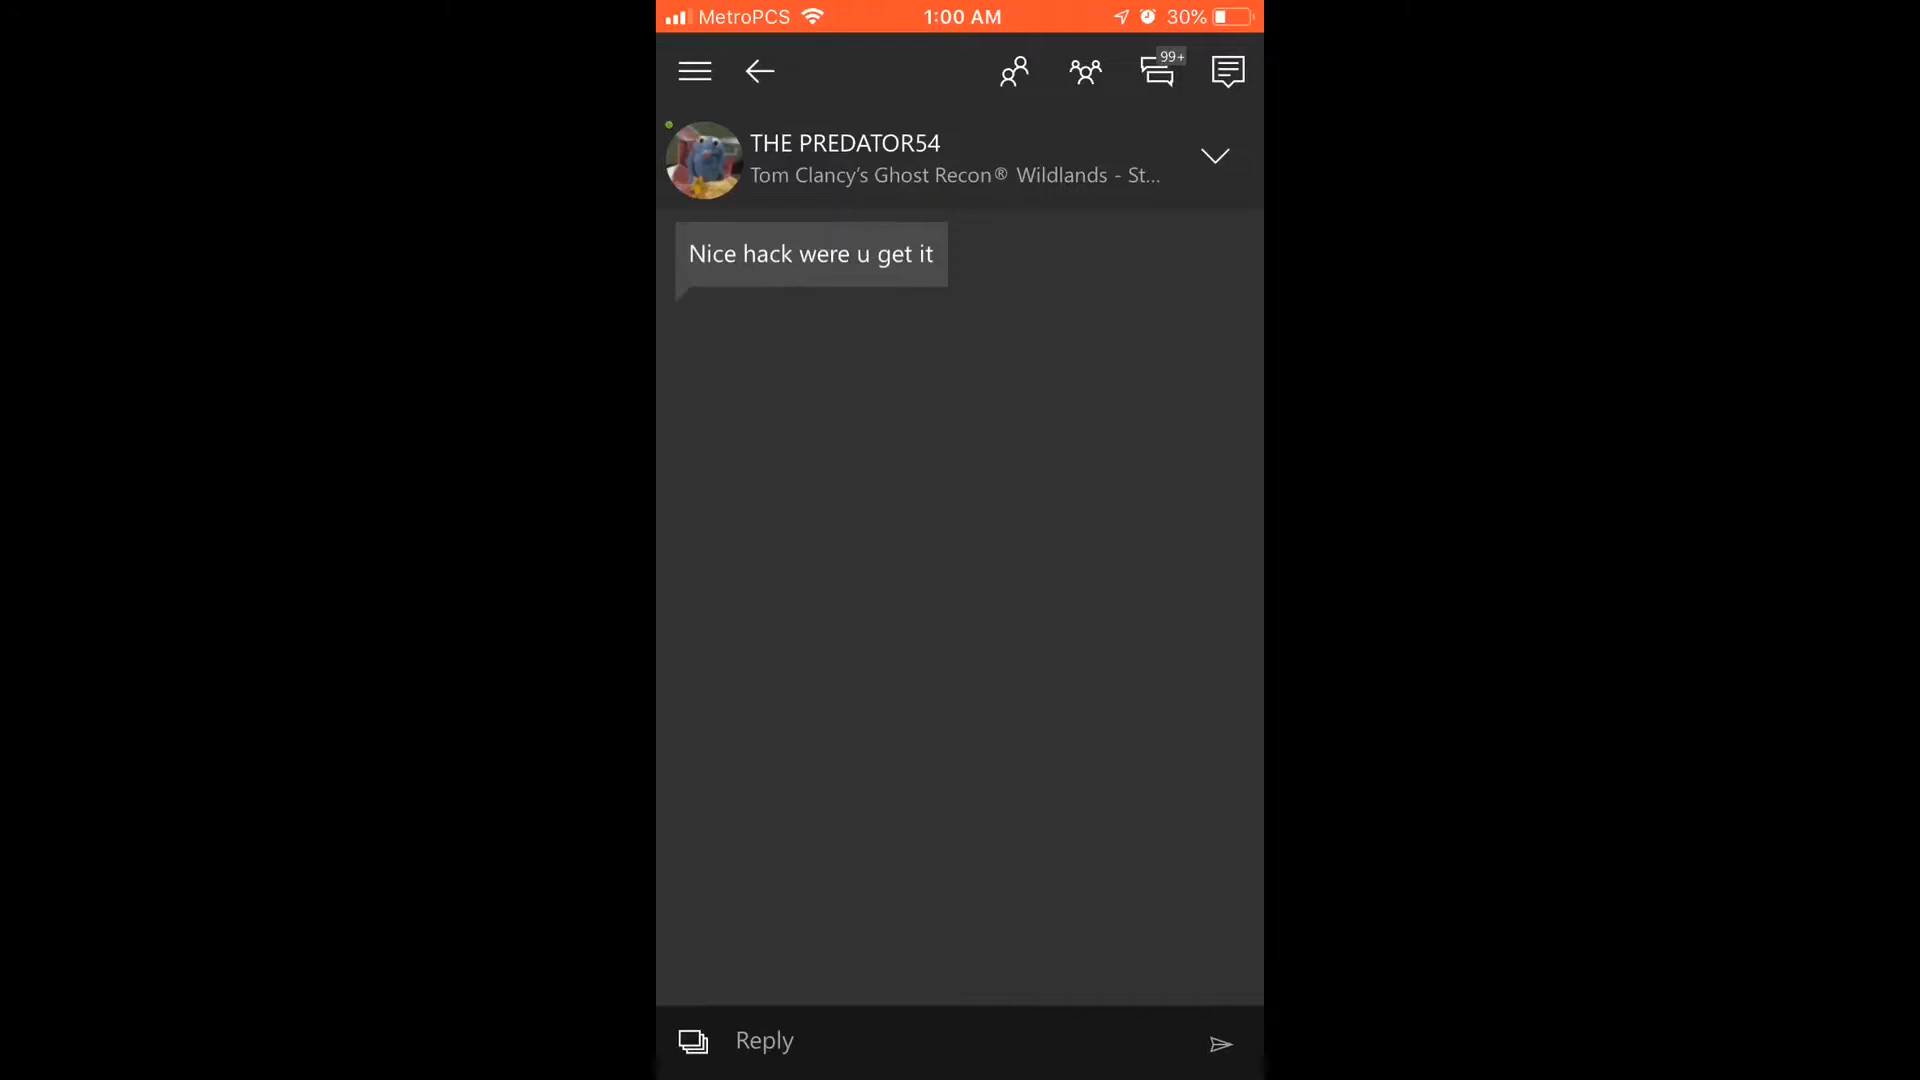 MetroPCS 1:00 AM 30%
99+
THE PREDATOR54
Tom Clancy’s Ghost Recon® Wildlands - St...
Nice hack were u get it
Reply